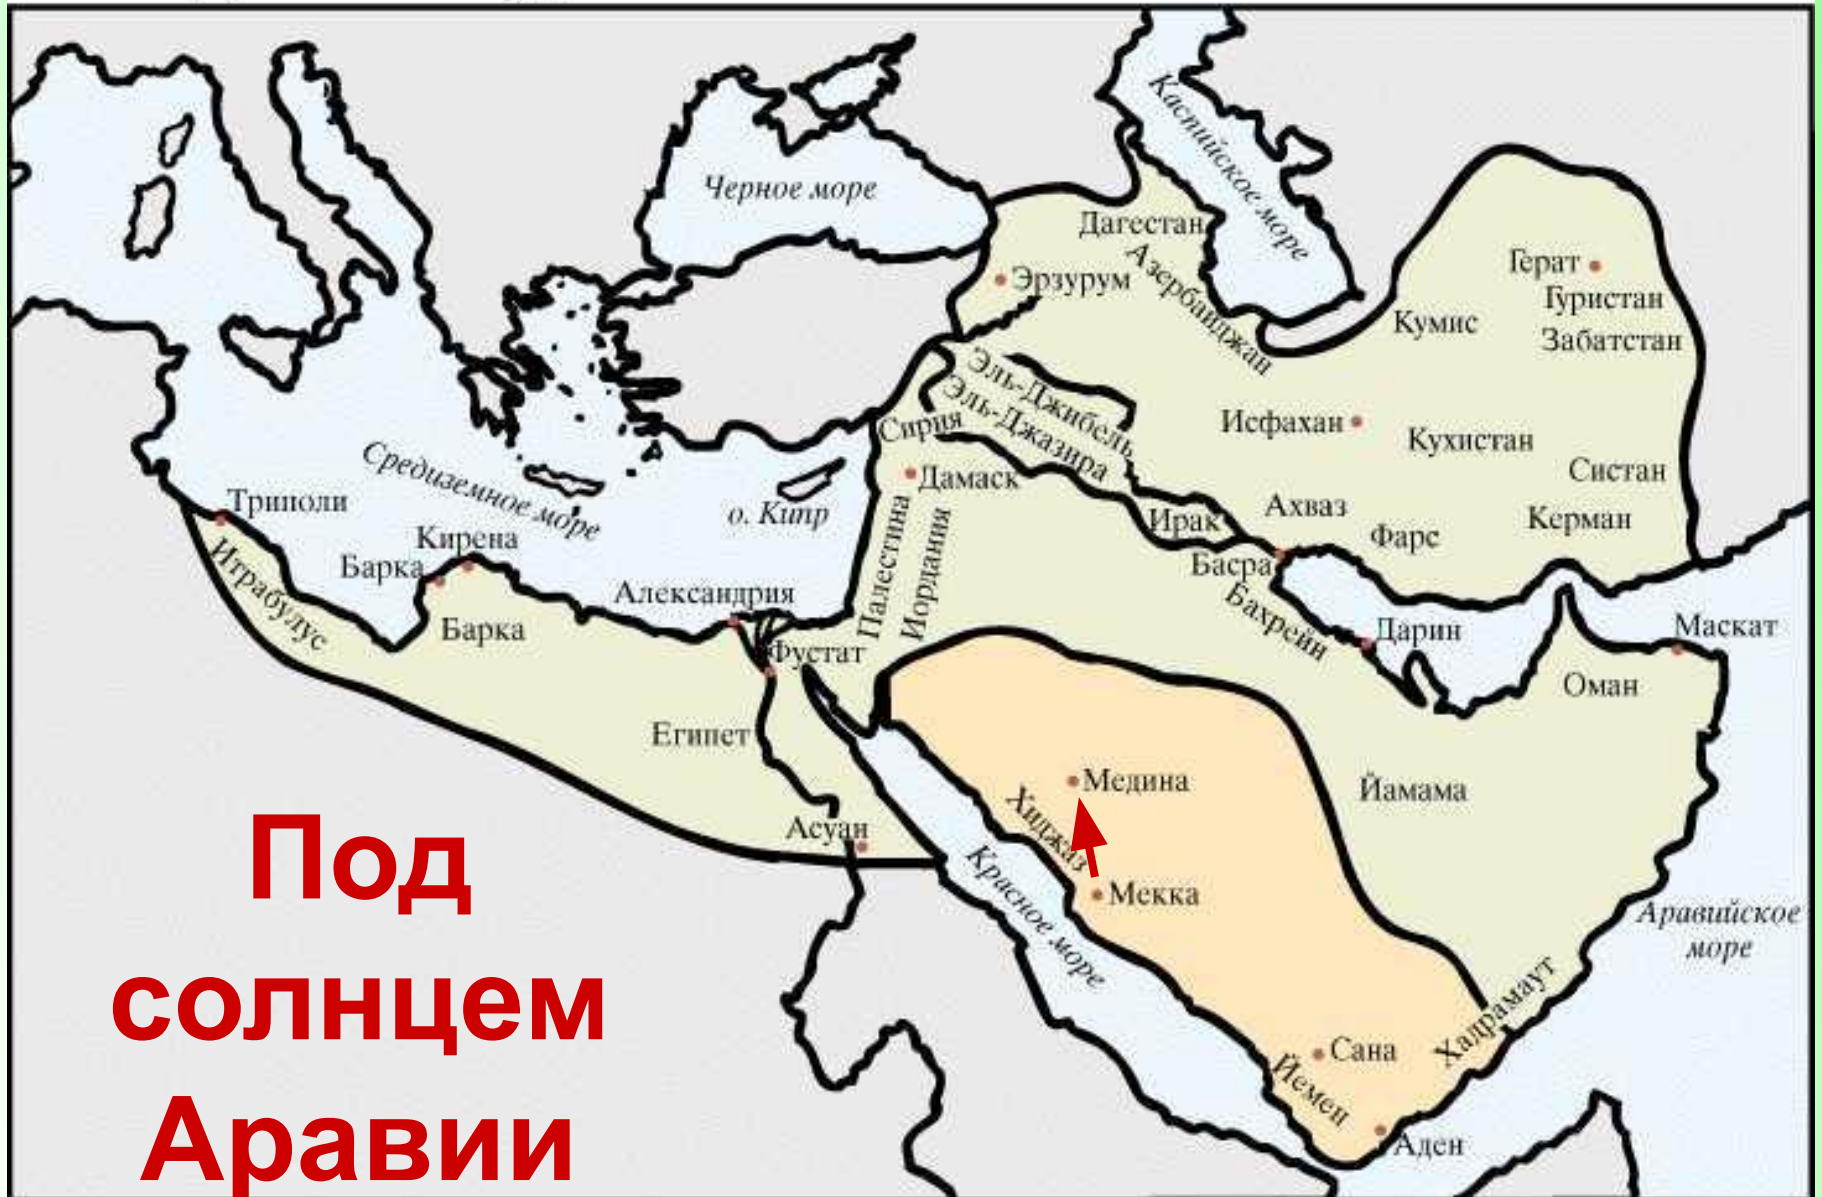 Каспийское море
Черное море
Дагестан
Азербайджан
Эрзурум
Герат
Гуристан
Забатстан
Кумис
Эль-Джибель
Эль-Джазира
Сирия
Исфахан
Кухистан
Систан
Дамаск
Средиземное море
о. Кипр
Триполи
Кирена
Барка
Итрабулус
Барка
Александрия
Палестина
Иордания
Ирак
Ахваз
Фарс
Керман
Басра
Бахрейн
Дарин
Маскат
Оман
Фустат
Египет
Медина
Хиджаз
Мекка
Йамама
Асуан
Красное море
Аравийское
море
Хадрамаут
Сана
Йемен
Аден
Под
солнцем
Аравии